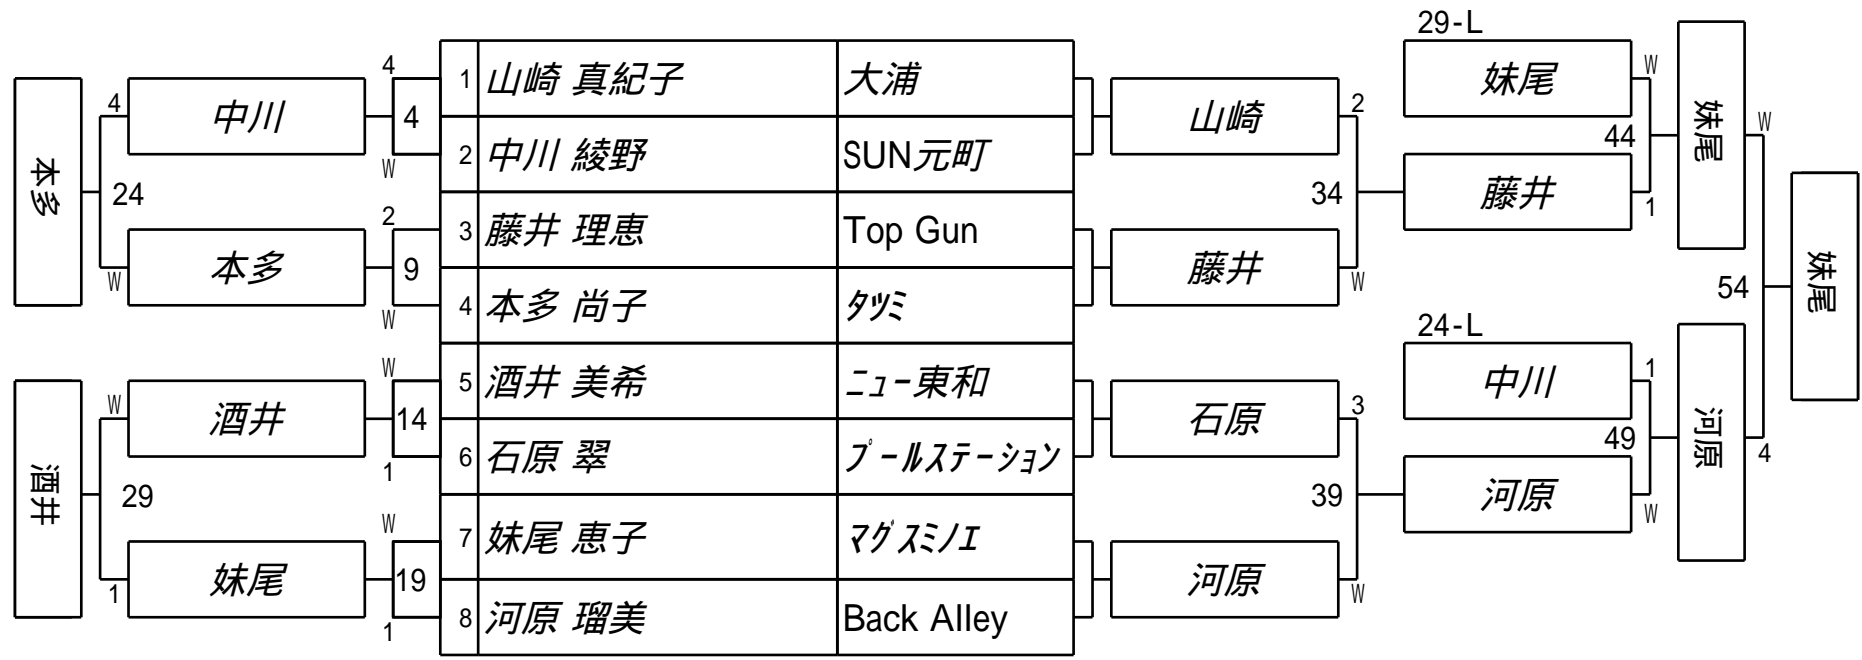 29-L
4
1 山崎 真紀子 大浦
妹尾 W
4 中川 4
山崎 2
妹尾 W
2 中川 綾野 SUN元町
44
W
本多 24
34
藤井 1
2
3 藤井 理恵 Top Gun
本多 9
藤井 W
W
妹尾
4 本多 尚子 タツミ
54
W
24-L
W
5 酒井 美希 ニュー東和
中川 1
W 酒井 14
石原 3
河原 4
6 石原 翠 プールステーション
49
1
酒井 29
39
河原 W
W
7 妹尾 恵子 マグスミノエ
1 妹尾 19
河原 W
8 河原 瑠美 Back Alley
1